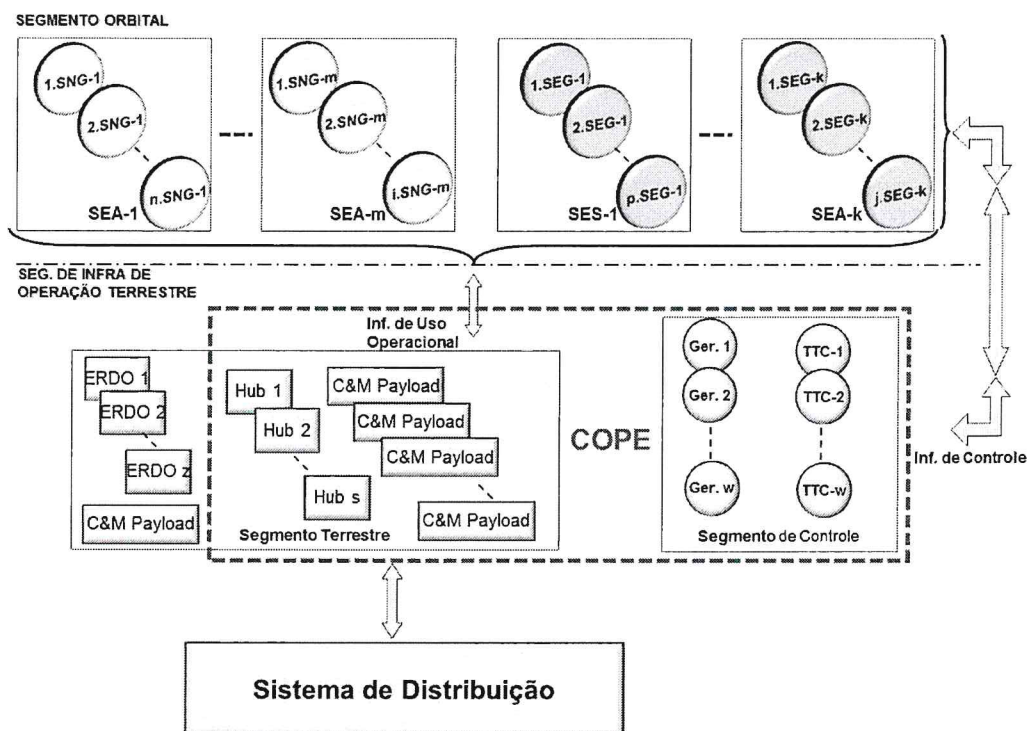 SEGMENTO ORBITAL
1.SNG-1
2.SNG-1
n.SNG-1
SEA-1
1.SNG-m
2.SNG-m
i.SNG-m
SEA-m
1.SEG-1
2.SEG-1
p.SEG-1
SES-1
1.SEG-k
2.SEG-k
j.SEG-k
SEA-k
SEG. DE INFRA DE
OPERAÇÃO TERRESTRE
Inf. de Uso
Operacional
ERDO 1
ERDO 2
ERDO z
C&M Payload
Hub 1
Hub 2
Hub s
Segmento Terrestre
C&M Payload
C&M Payload
C&M Payload
C&M Payload
COPE
Ger. 1
Ger. 2
Ger. w
TTC-1
TTC-2
TTC-w
Segmento de Controle
Inf. de Controle
Sistema de Distribuição